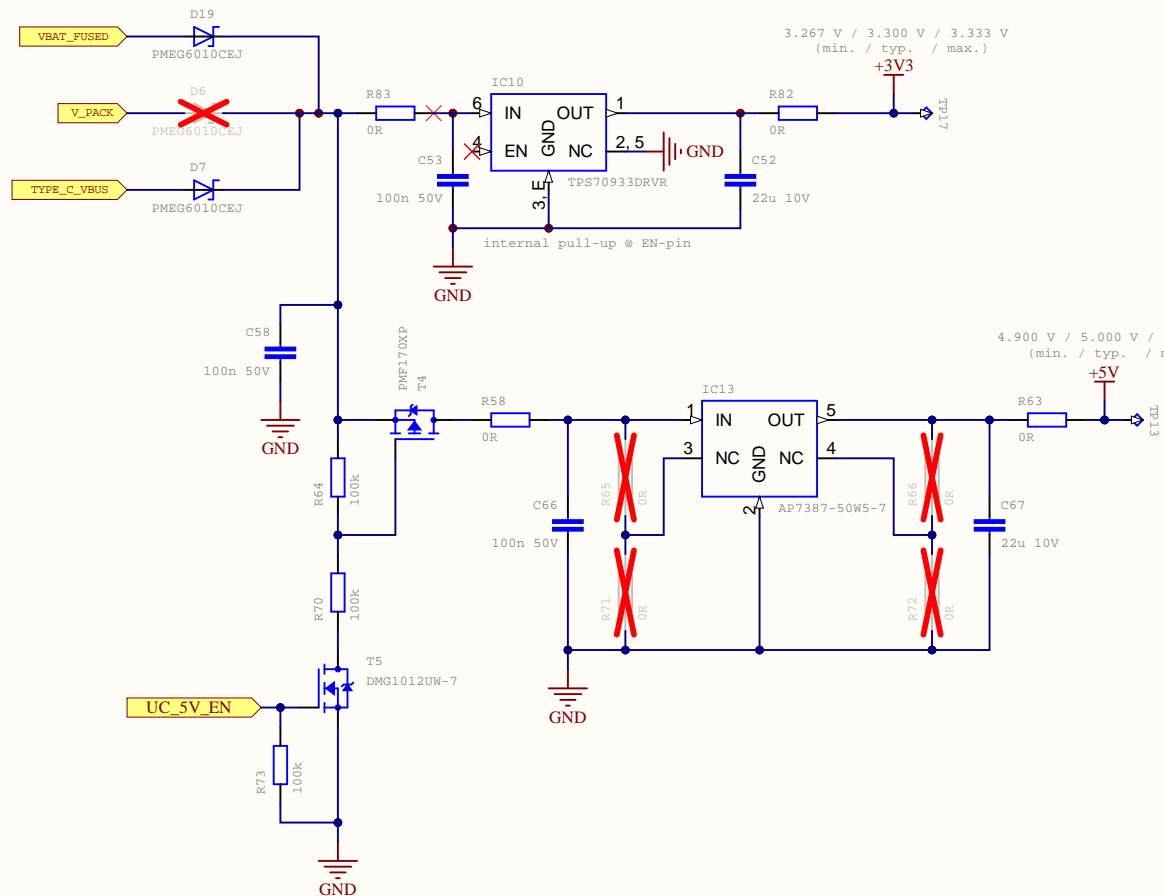 D19
VBAT_FUSED
PMEG6010CEJ
D6
V_PACK
PMEG6010CEJ
D7
TYPE_C_VBUS
PMEG6010CEJ
R83
0R
IC10
6
IN
OUT
1
4
EN
GND
NC
2, 5
GND
3, E
TPS70933DRVR
C53
100n 50V
internal pull-up @ EN-pin
GND
3.267 V / 3.300 V / 3.333 V
(min. / typ. / max.)
+3V3
R82
0R
TP17
C52
22u 10V
C58
100n 50V
GND
PMF170XP
T4
R58
0R
R64
100k
R70
100k
T5
DMG1012UW-7
UC_5V_EN
R73
100k
GND
IC13
1
IN
OUT
5
3
NC
GND
NC
4
2
AP7387-50W5-7
C66
100n 50V
R65
0R
R71
0R
R66
0R
R72
0R
C67
22u 10V
GND
4.900 V / 5.000 V /
(min. / typ. /
+5V
R63
0R
TP13